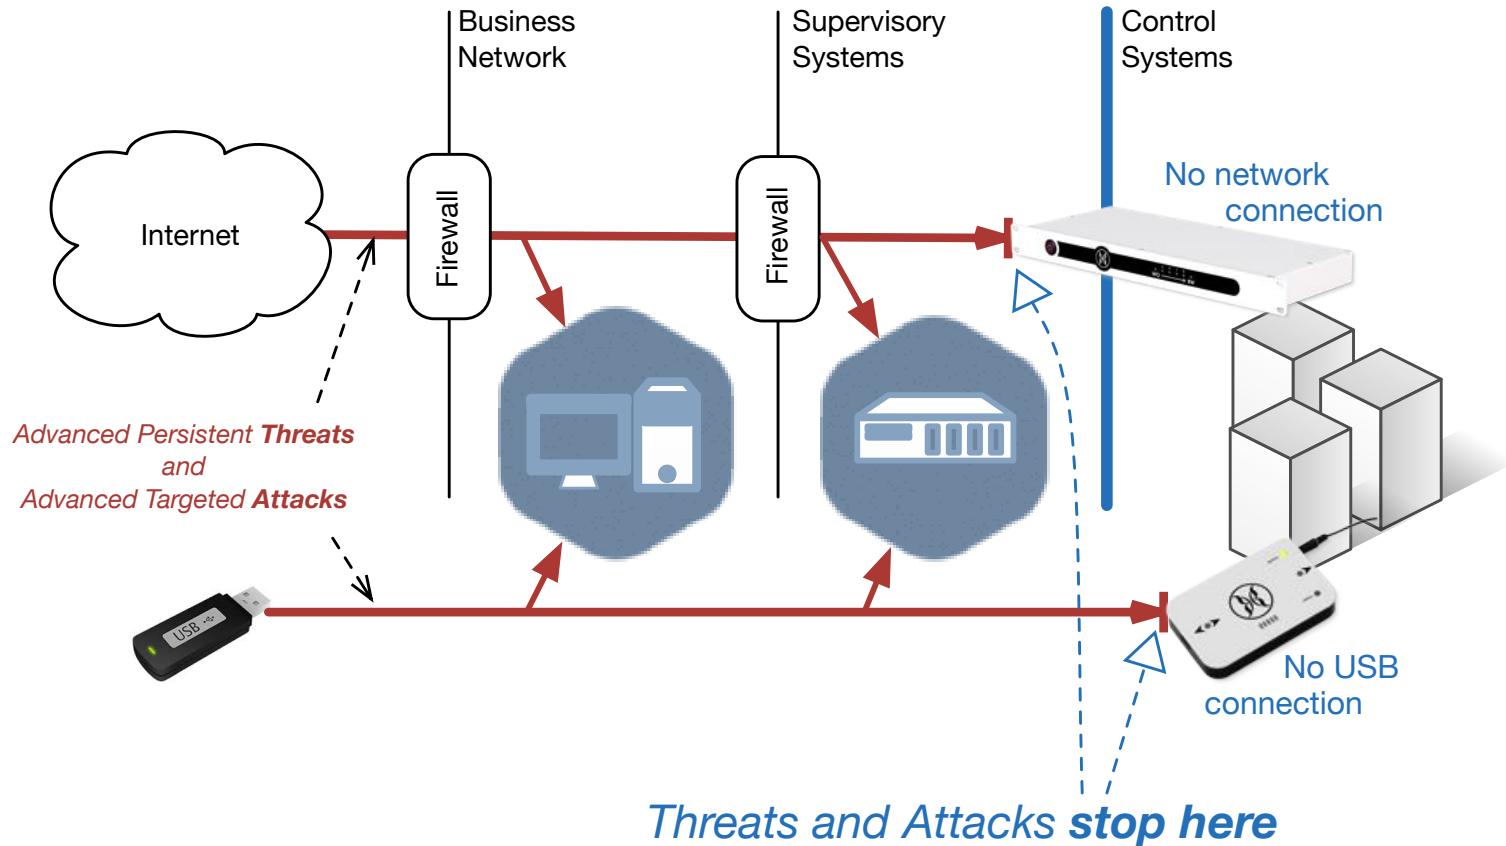 Business
Network
Supervisory
Systems
Control
Systems
Internet
Firewall
Firewall
No network
connection
Advanced Persistent Threats
and
Advanced Targeted Attacks
USB
No USB
connection
Threats and Attacks stop here